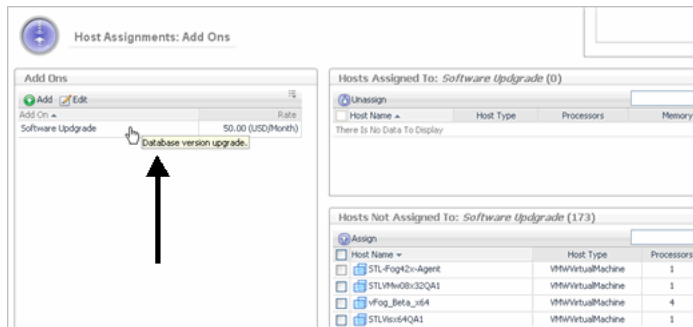 Host Assignments: Add Ons
Add Ons
Add Edit
Add On Rate
Software Updgrade 50.00 (USD/Month)
Database version upgrade.
Hosts Assigned To: Software Updgrade (0)
Unassign
Host Name Host Type Processors Memory
There Is No Data To Display
Hosts Not Assigned To: Software Updgrade (173)
Assign
Host Name Host Type Processors
STL-Fog42x-Agent VMWVirtualMachine 1
STLVMw08x32QA1 VMWVirtualMachine 1
vFog_Beta_x64 VMWVirtualMachine 4
STLVisx64QA1 VMWVirtualMachine 1